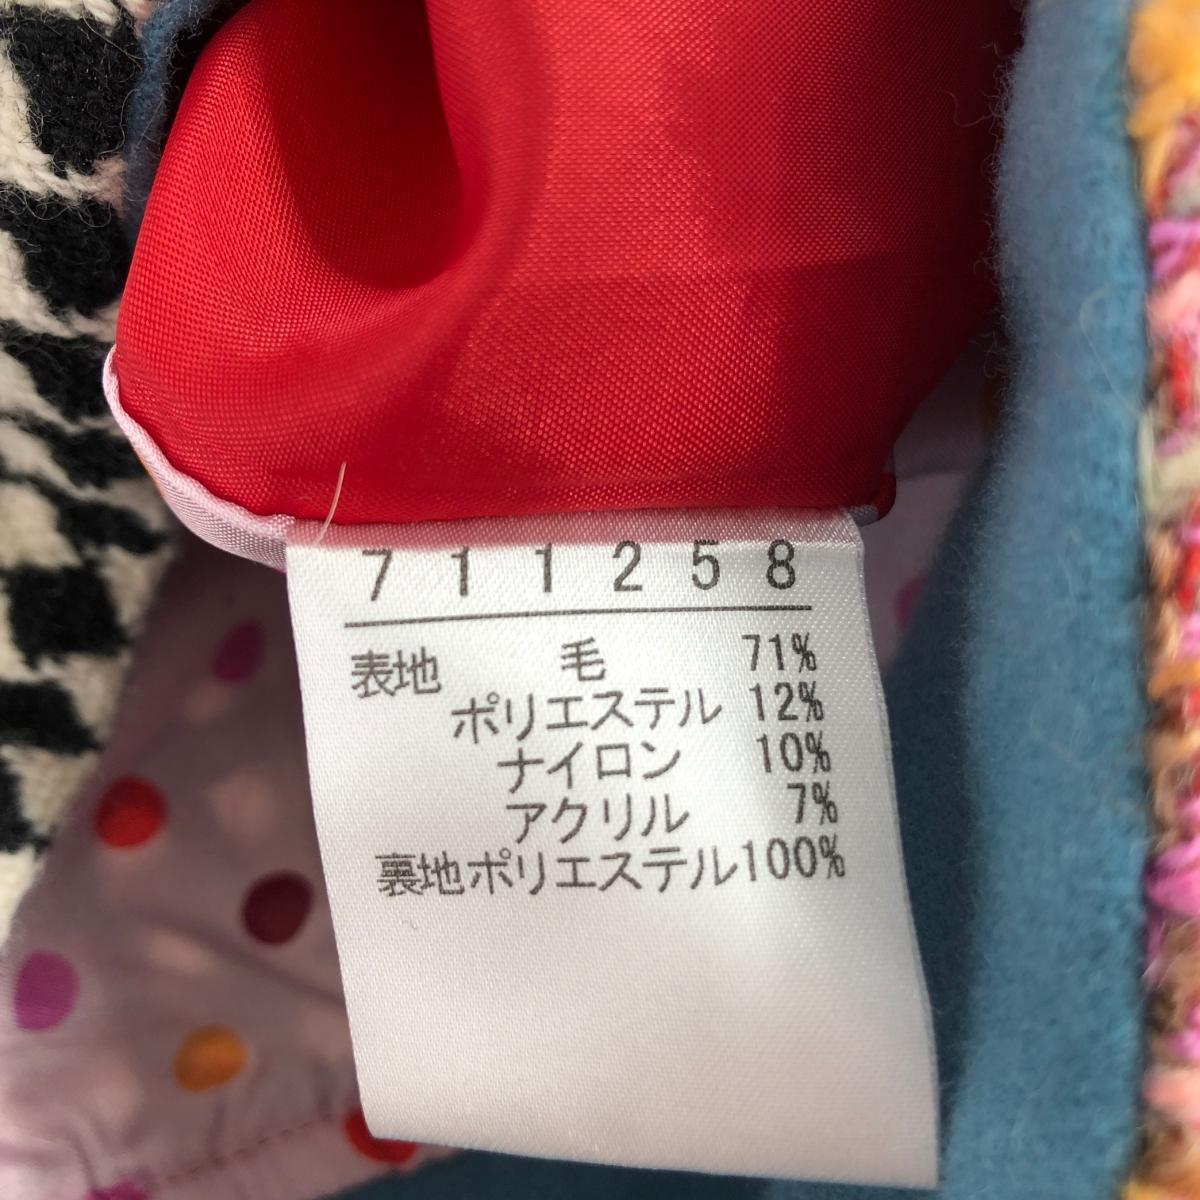 711258
表地 毛 71%
ポリエステル 12%
ナイロン 10%
アクリル 7%
裏地ポリエステル100%